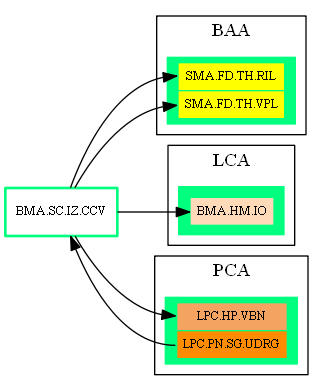 BAA
SMA.FD.TH.RIL
SMA.FD.TH.VPL
LCA
BMA.SC.IZ.CCV
BMA.HM.IO
PCA
LPC.HP.VBN
LPC.PN.SG.UDRG